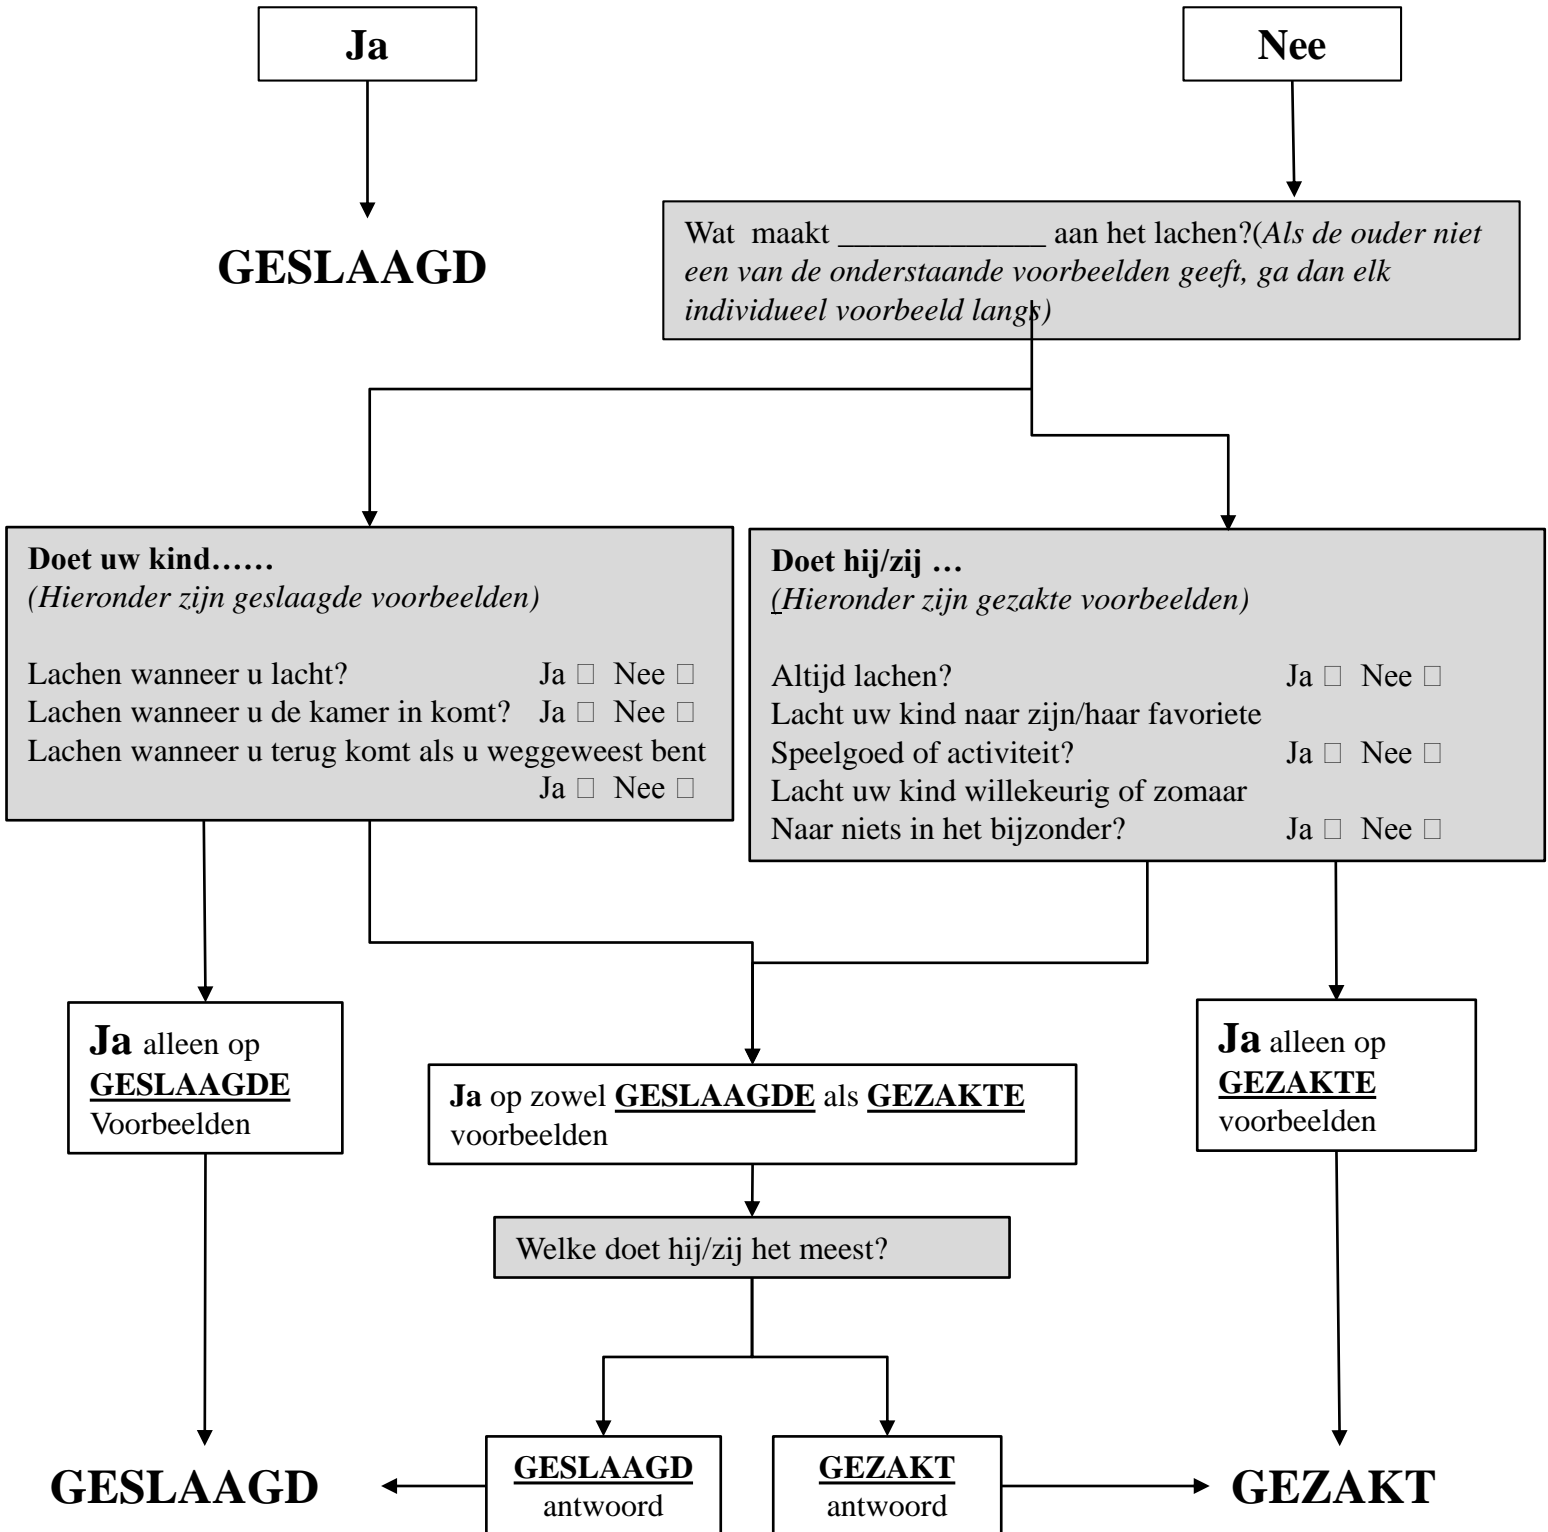 Ja
Nee
GESLAAGD
Wat maakt _____________ aan het lachen?(Als de ouder niet
een van de onderstaande voorbeelden geeft, ga dan elk
individueel voorbeeld langs)
Doet uw kind……
(Hieronder zijn geslaagde voorbeelden)
Lachen wanneer u lacht? Ja □ Nee □
Lachen wanneer u de kamer in komt? Ja □ Nee □
Lachen wanneer u terug komt als u weggeweest bent
Ja □ Nee □
Doet hij/zij …
(Hieronder zijn gezakte voorbeelden)
Altijd lachen? Ja □ Nee □
Lacht uw kind naar zijn/haar favoriete
Speelgoed of activiteit? Ja □ Nee □
Lacht uw kind willekeurig of zomaar
Naar niets in het bijzonder? Ja □ Nee □
Ja alleen op
GESLAAGDE
Voorbeelden
Ja op zowel GESLAAGDE als GEZAKTE
voorbeelden
Ja alleen op
GEZAKTE
voorbeelden
Welke doet hij/zij het meest?
GESLAAGD
GESLAAGD
antwoord
GEZAKT
antwoord
GEZAKT